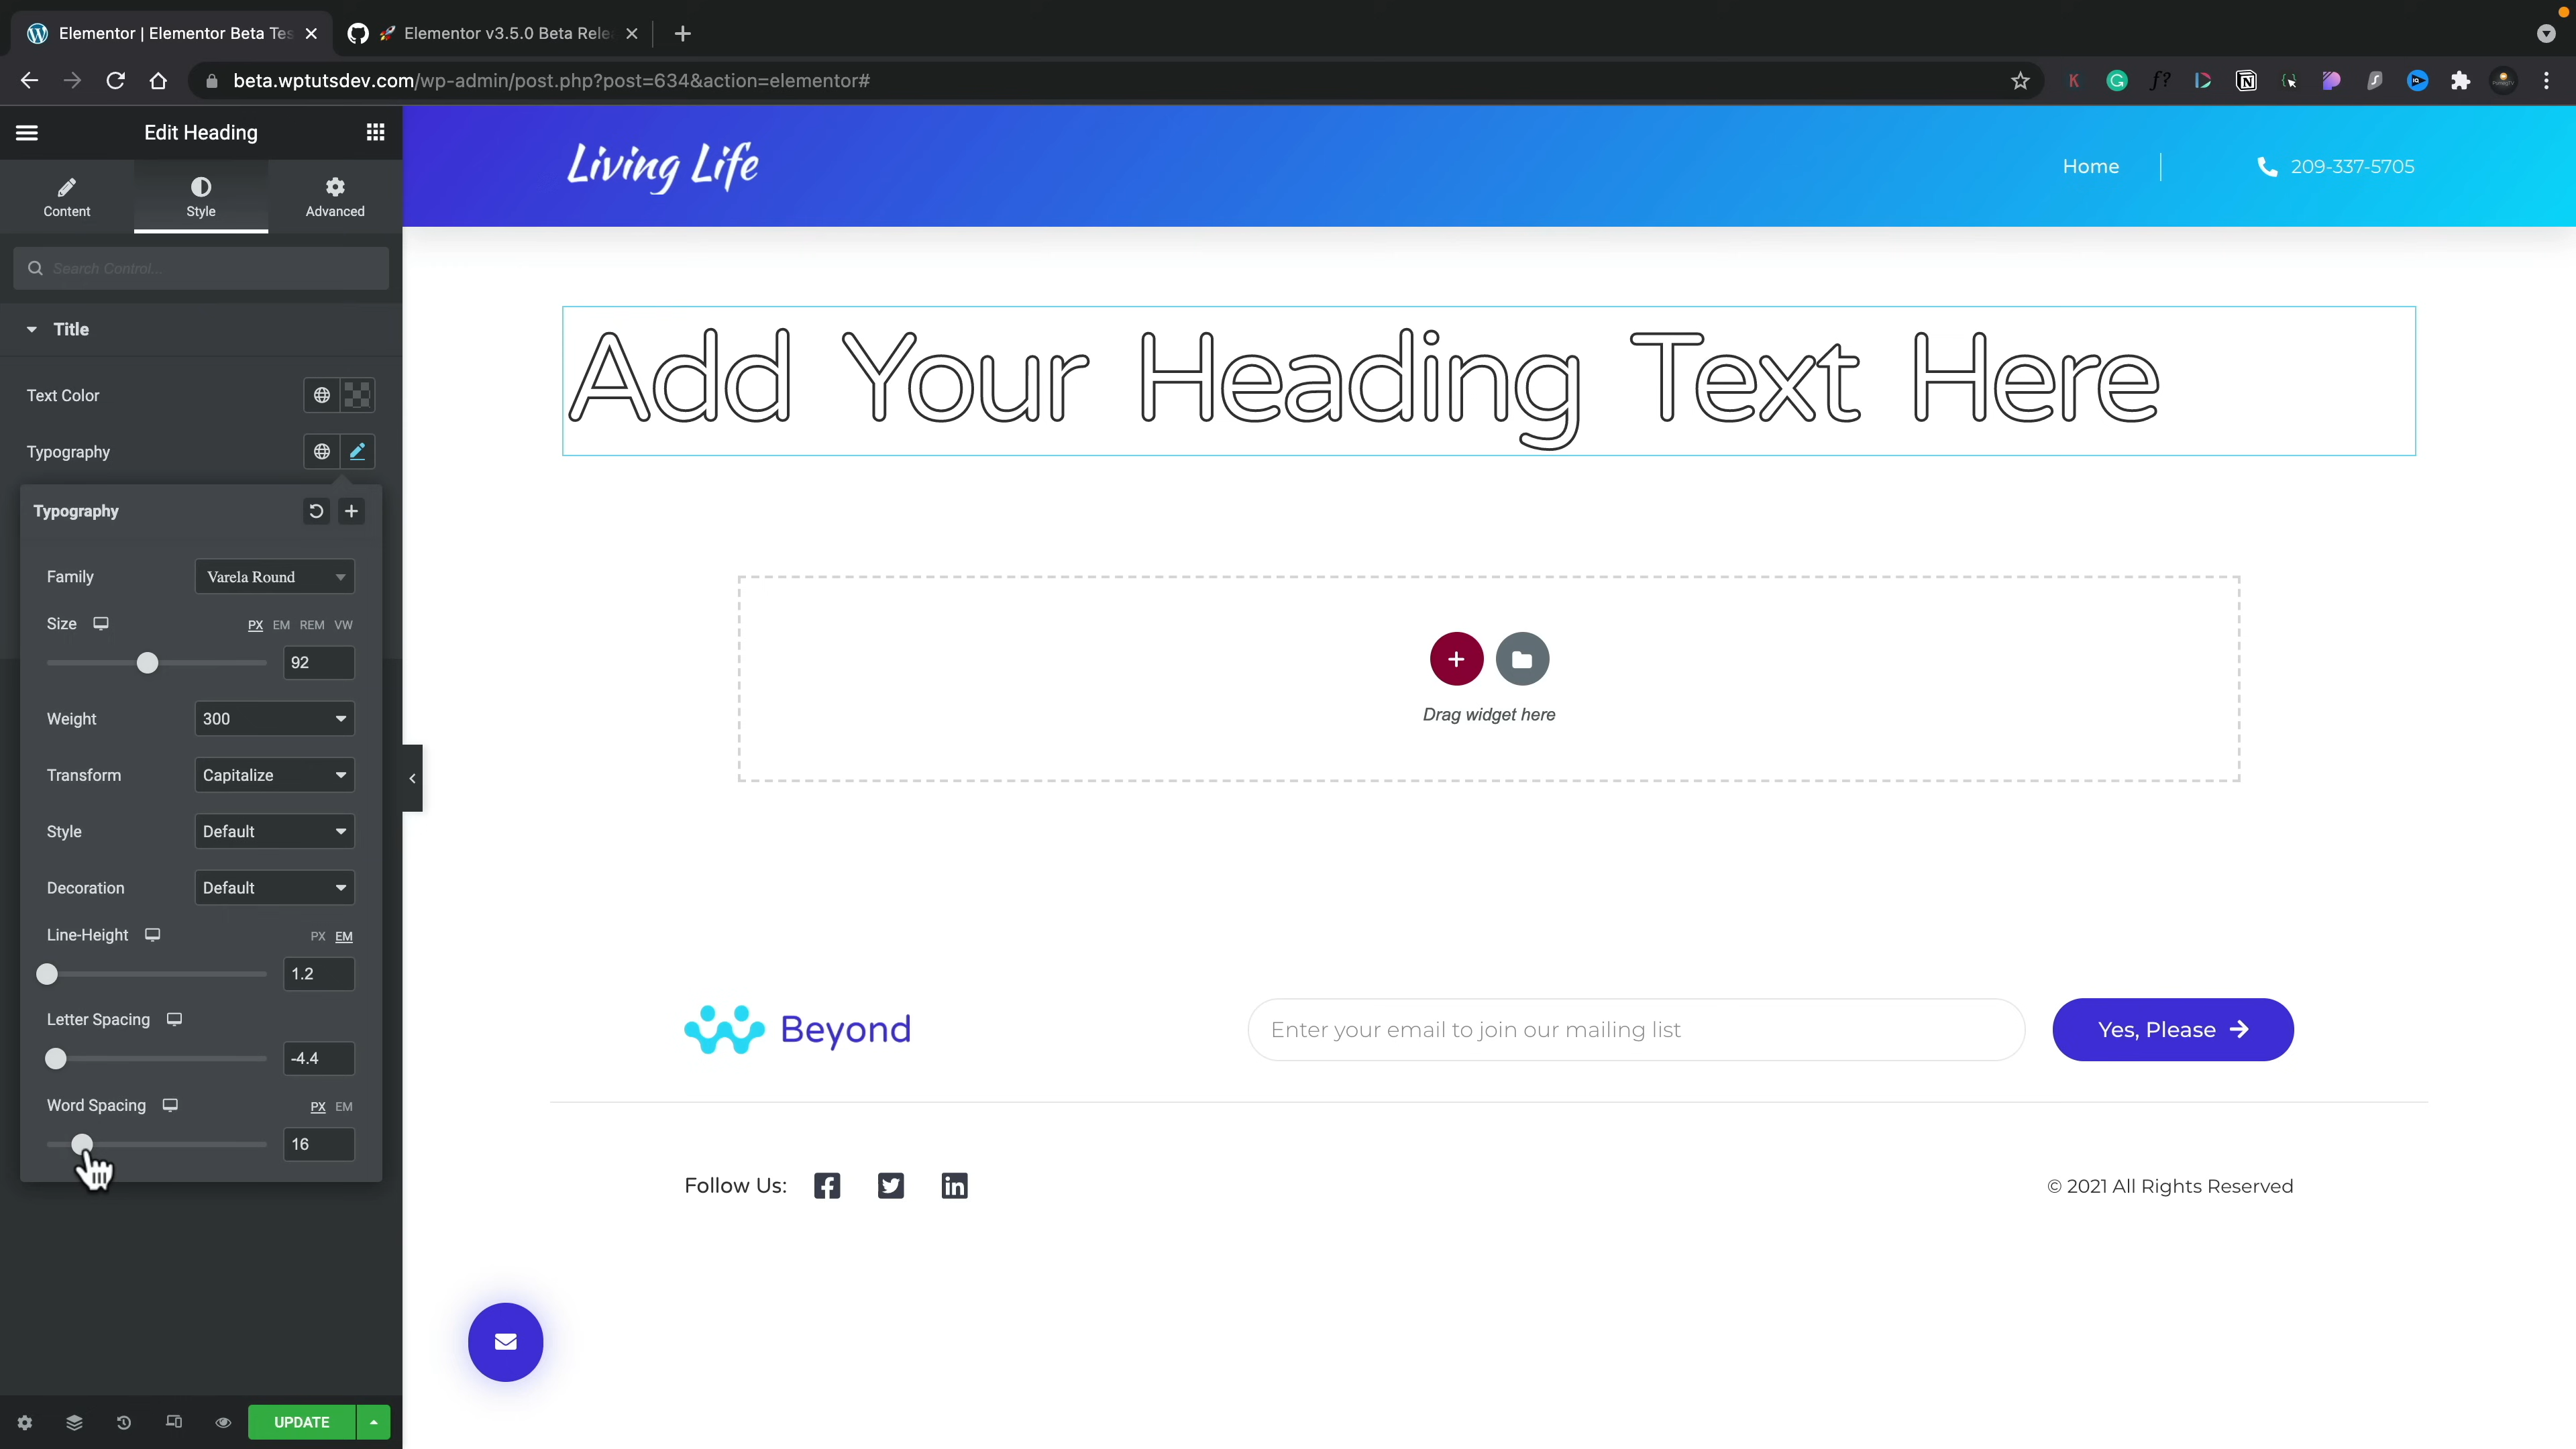 Elementor | Elementor Beta Tes
🚀 Elementor v3.5.0 Beta Rele
beta.wptutsdev.com/wp-admin/post.php?post=634&action=elementor#
Edit Heading
Content
Style
Advanced
Search Control...
Title
Text Color
Typography
Typography
Family
Varela Round
Size
PX EM REM VW
92
Weight
300
Transform
Capitalize
Style
Default
Decoration
Default
Line-Height
PX EM
1.2
Letter Spacing
-4.4
Word Spacing
PX EM
16
UPDATE
Living Life
Home
209-337-5705
Add Your Heading Text Here
Drag widget here
Beyond
Enter your email to join our mailing list
Yes, Please
Follow Us:
© 2021 All Rights Reserved